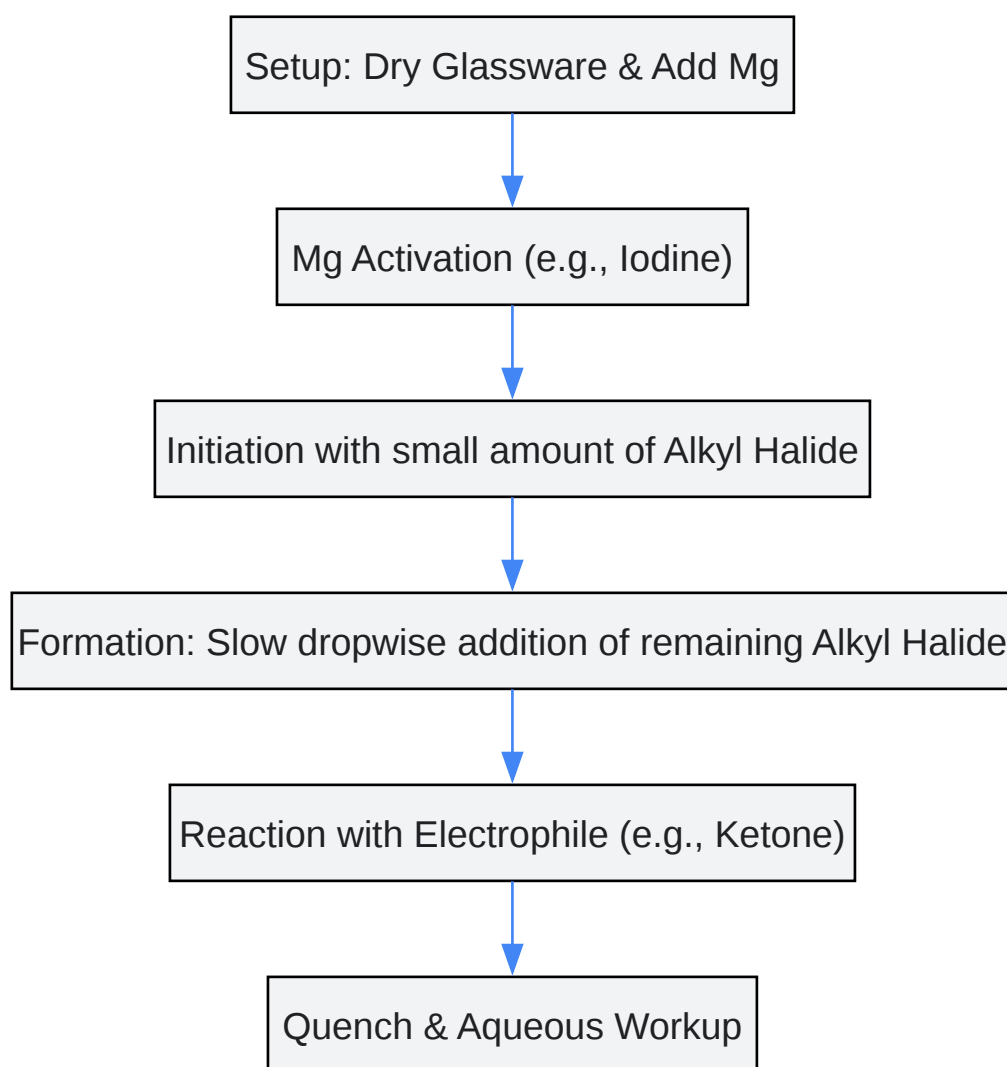 Setup: Dry Glassware & Add Mg
Mg Activation (e.g., Iodine)
Initiation with small amount of Alkyl Halide
Formation: Slow dropwise addition of remaining Alkyl Halide
Reaction with Electrophile (e.g., Ketone)
Quench & Aqueous Workup